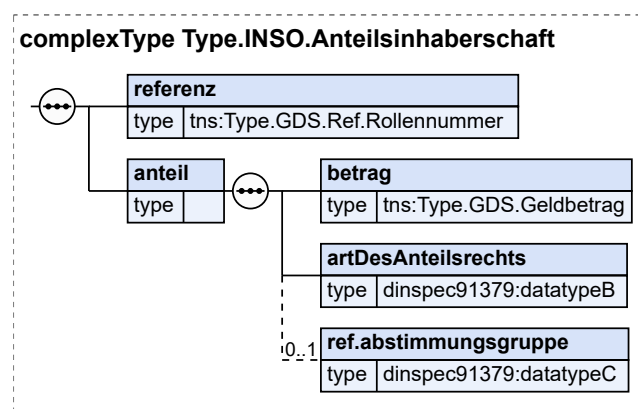 complexType Type.INSO.Anteilsinhaberschaft
referenz
type tns:Type.GDS.Ref.Rollennummer
anteil
type
betrag
type tns:Type.GDS.Geldbetrag
artDesAnteilsrechts
type dinspec91379:datatypeB
0..1
ref.abstimmungsgruppe
type dinspec91379:datatypeC